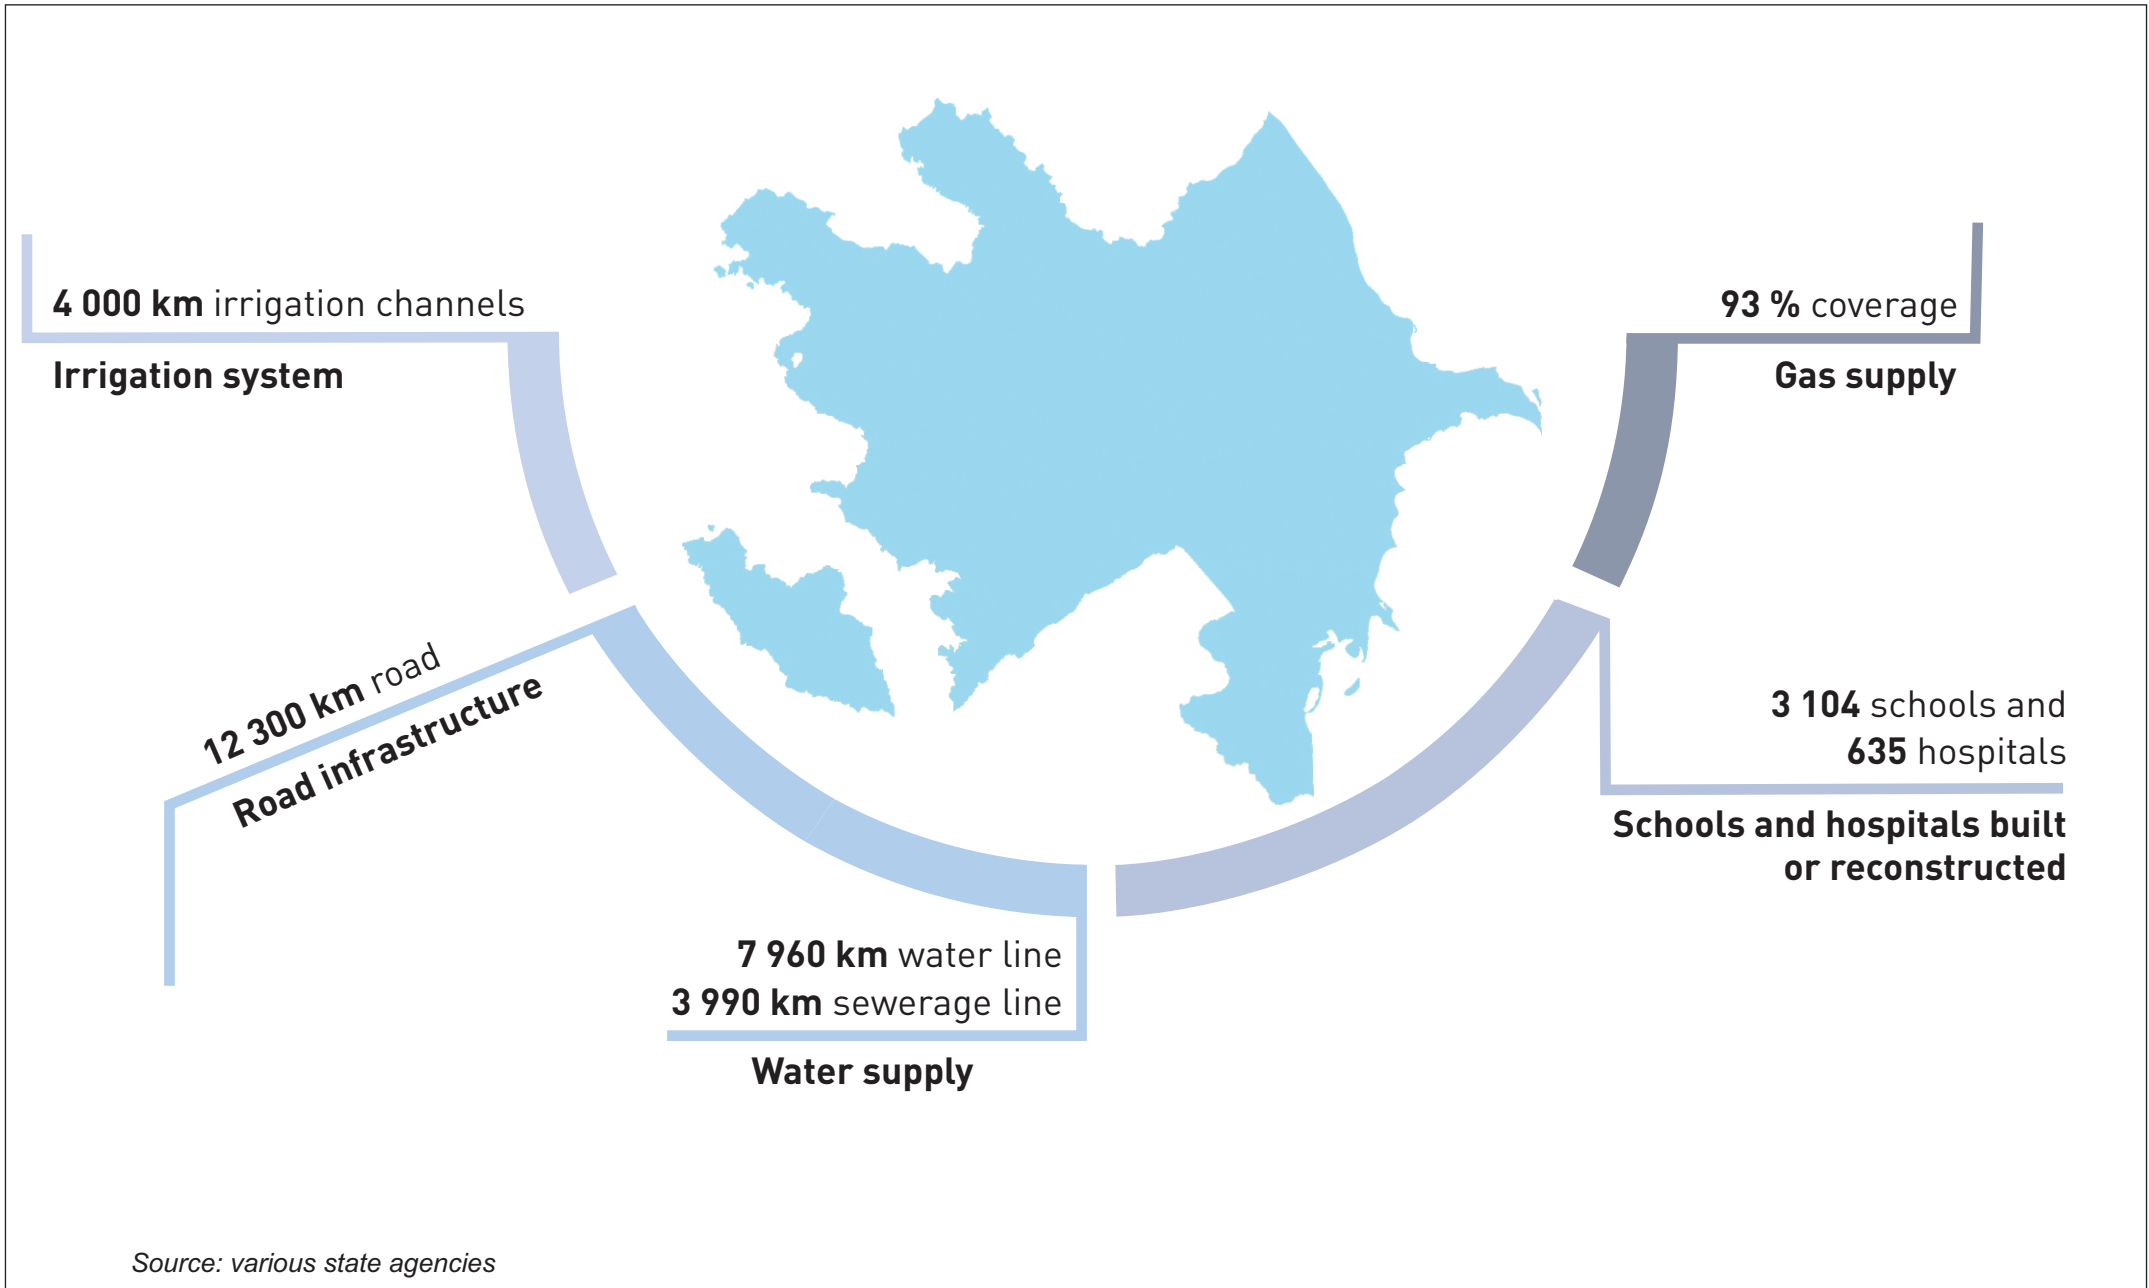 4 000 km irrigation channels
Irrigation system
12 300 km road
Road infrastructure
7 960 km water line
3 990 km sewerage line
Water supply
3 104 schools and
635 hospitals
Schools and hospitals built
or reconstructed
93 % coverage
Gas supply
Source: various state agencies